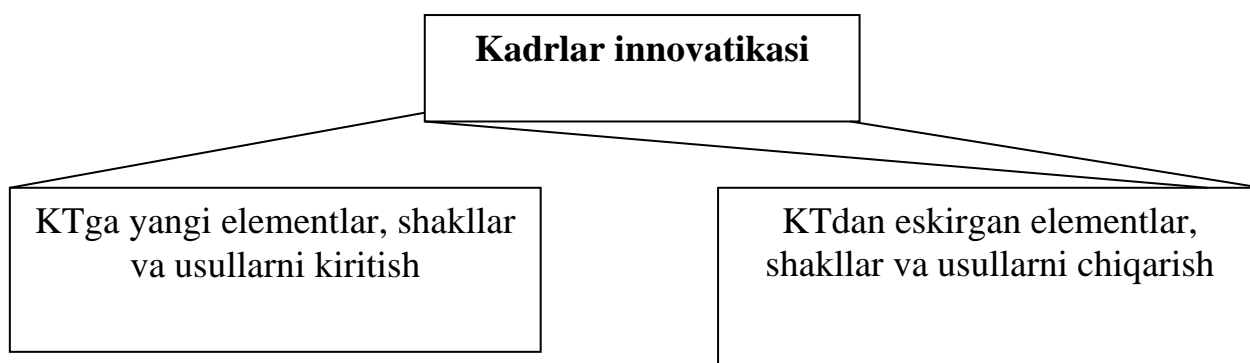 Kadrlar innovatikasi
KTga yangi elementlar, shakllar
va usullarni kiritish
KTdan eskirgan elementlar,
shakllar va usullarni chiqarish